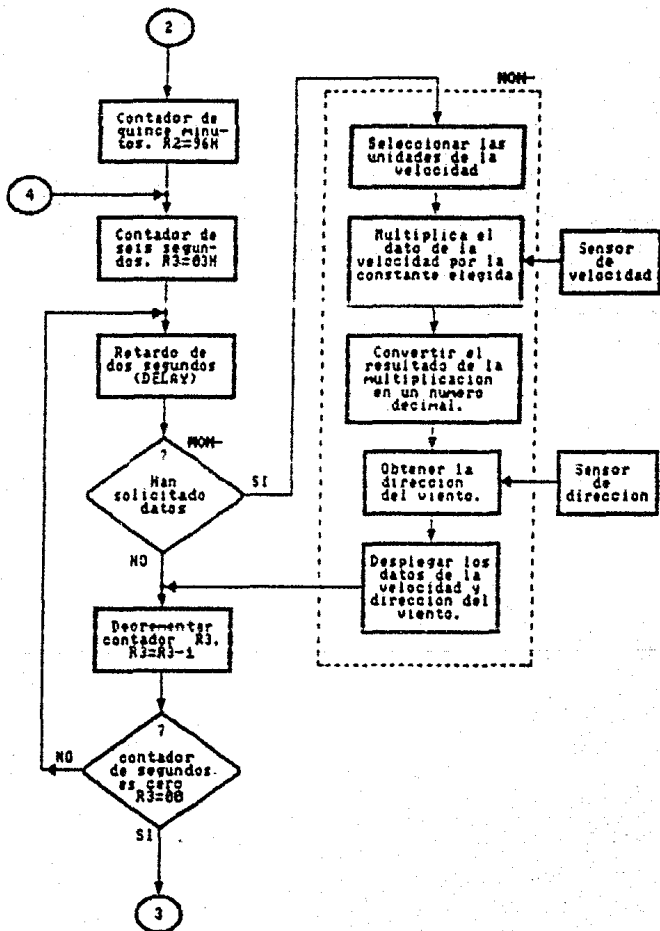 2
Contador de
quince minu-
tos. R2=96H
4
Contador de
seis segun-
dos. R3=03H
Retardo de
dos segundos
(DELAY)
MOM-
?
Han
solicitado
datos
SI
NO
Decrementar
contador R3.
R3=R3-1
?
contador
de segundos
es cero
R3=00
NO
SI
3
MOM-
Seleccionar las
unidades de la
velocidad
Multiplica el
dato de la
velocidad por la
constante elegida
Sensor
de
velocidad
Convertir el
resultado de la
multiplicacion
en un numero
decimal.
Obtener la
direccion
del viento.
Sensor
de
direccion
Desplegar los
datos de la
velocidad y
direccion del
viento.